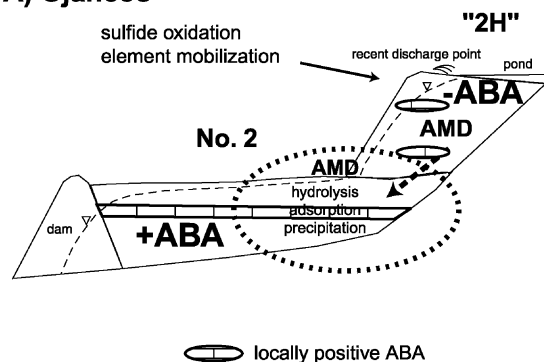 "2H"
sulfide oxidation
element mobilization
recent discharge point
pond
-ABA
AMD
No. 2
AMD
hydrolysis
adsorption
precipitation
dam
+ABA
locally positive ABA